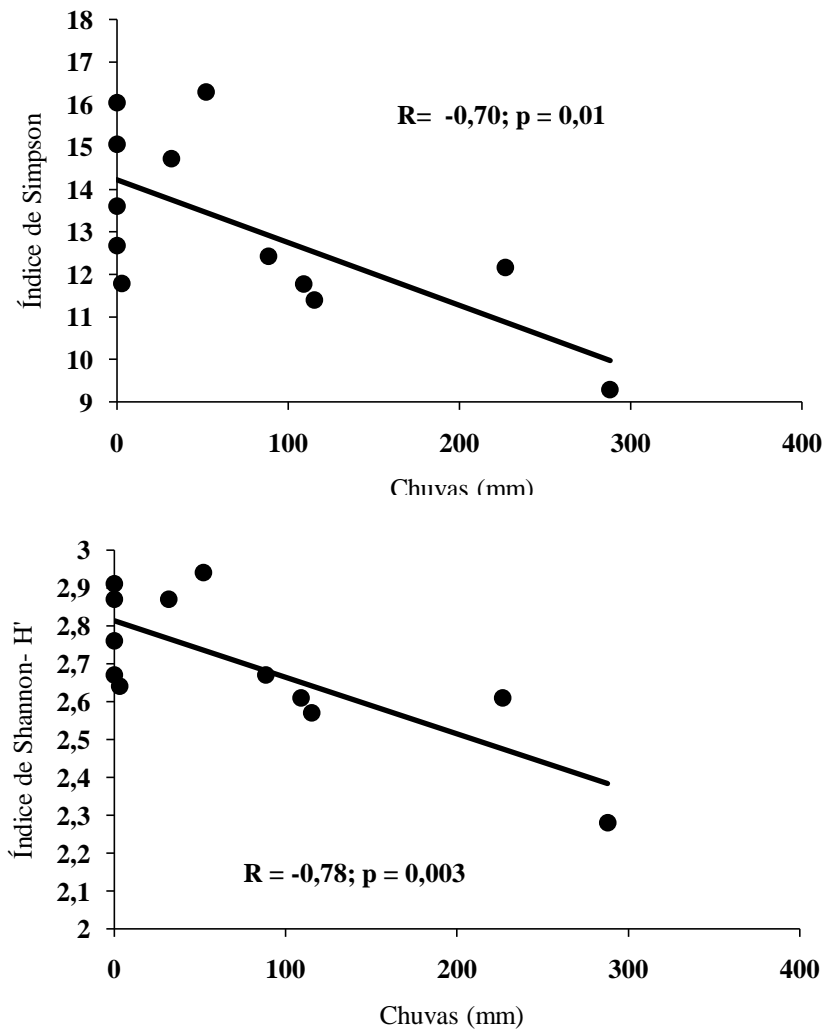 18
17
16
15
14
13
12
11
10
9
Índice de Simpson
R= -0,70; p = 0,01
0 100 200 300 400
Chuvas (mm)
3
2,9
2,8
2,7
2,6
2,5
2,4
2,3
2,2
2,1
2
Índice de Shannon- H'
R = -0,78; p = 0,003
0 100 200 300 400
Chuvas (mm)